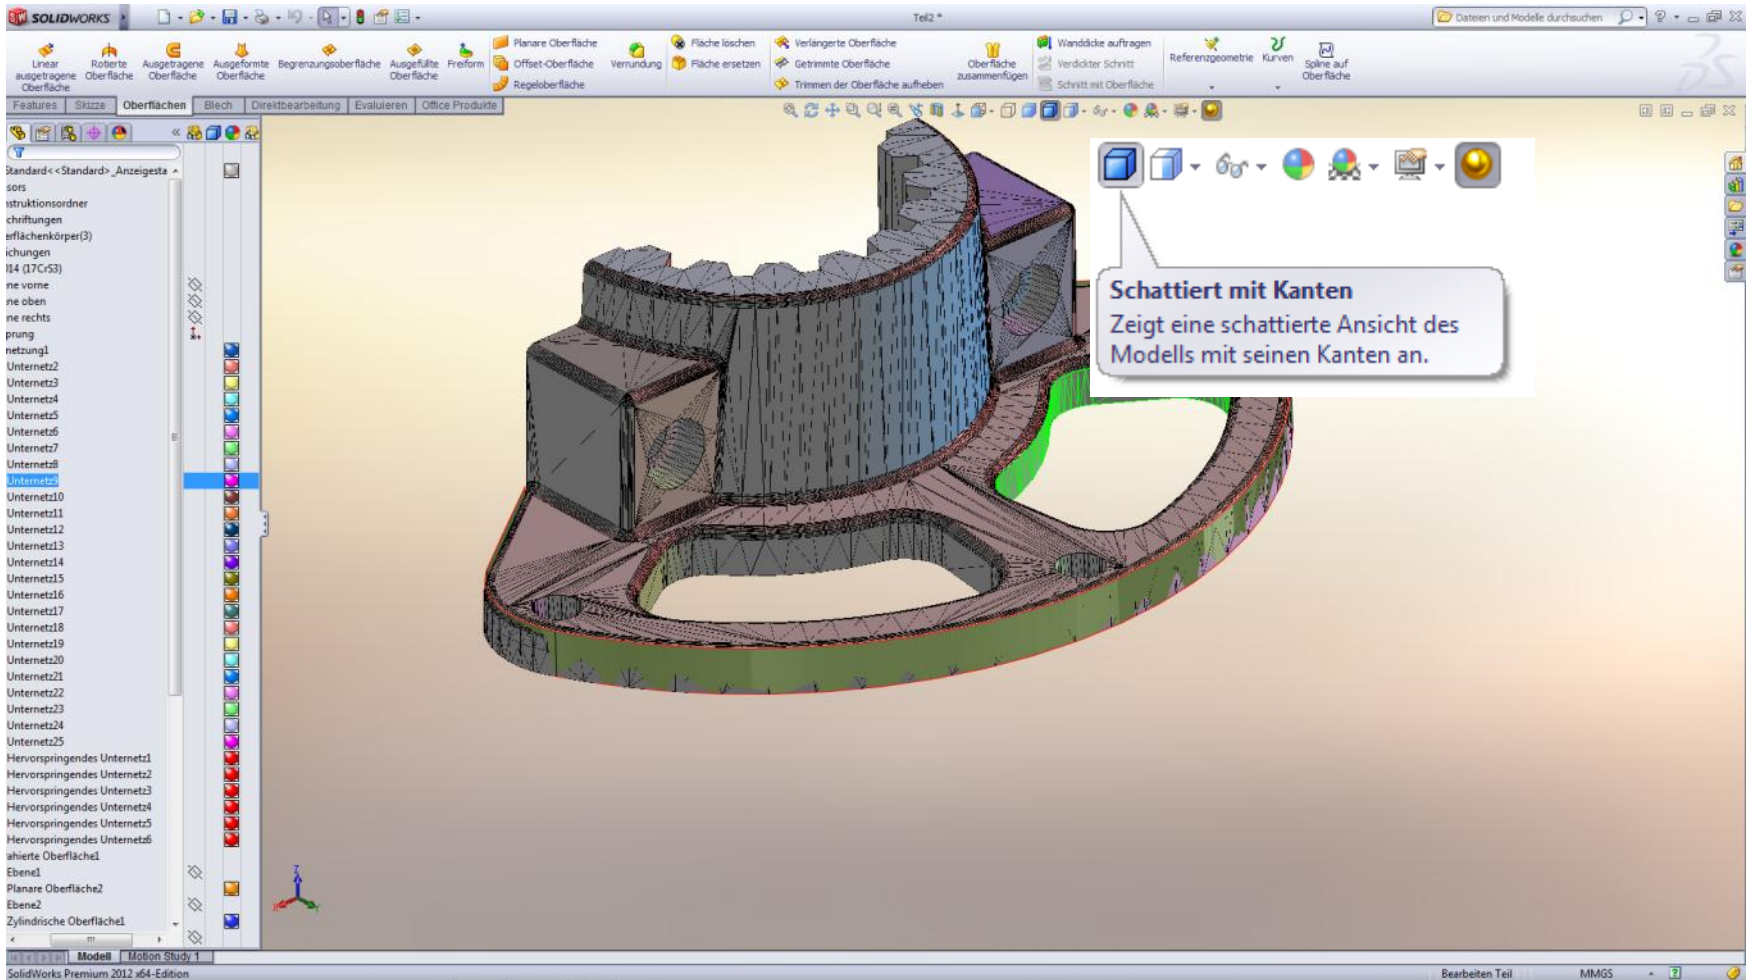 SOLIDWORKS
Teil2 *
Dateien und Modelle durchsuchen
Linear ausgetragene Oberfläche
Rotierte Oberfläche
Ausgetragene Oberfläche
Ausgeformte Oberfläche
Begrenzungsoberfläche
Ausgefüllte Oberfläche
Freiform
Planare Oberfläche
Offset-Oberfläche
Regeloberfläche
Verrundung
Fläche löschen
Fläche ersetzen
Verlängerte Oberfläche
Getrimmte Oberfläche
Trimmen der Oberfläche aufheben
Oberfläche zusammenfügen
Wanddicke auftragen
Verdickter Schnitt
Schnitt mit Oberfläche
Referenzgeometrie
Kurven
Spline auf Oberfläche
Features
Skizze
Oberflächen
Blech
Direktbearbeitung
Evaluieren
Office Produkte
Standard<<Standard>_Anzeigesta
sors
nstruktionsordner
chriftungen
erflächenkörper(3)
ichungen
014 (17CrS3)
ne vorne
ne oben
ne rechts
prung
netzung1
Unternetz2
Unternetz3
Unternetz4
Unternetz5
Unternetz6
Unternetz7
Unternetz8
Unternetz9
Unternetz10
Unternetz11
Unternetz12
Unternetz13
Unternetz14
Unternetz15
Unternetz16
Unternetz17
Unternetz18
Unternetz19
Unternetz20
Unternetz21
Unternetz22
Unternetz23
Unternetz24
Unternetz25
Hervorspringendes Unternetz1
Hervorspringendes Unternetz2
Hervorspringendes Unternetz3
Hervorspringendes Unternetz4
Hervorspringendes Unternetz5
Hervorspringendes Unternetz6
ahierte Oberfläche1
Ebene1
Planare Oberfläche2
Ebene2
Zylindrische Oberfläche1
Schattiert mit Kanten
Zeigt eine schattierte Ansicht des
Modells mit seinen Kanten an.
Z
Modell
Motion Study 1
SolidWorks Premium 2012 x64-Edition
Bearbeiten Teil
MMGS